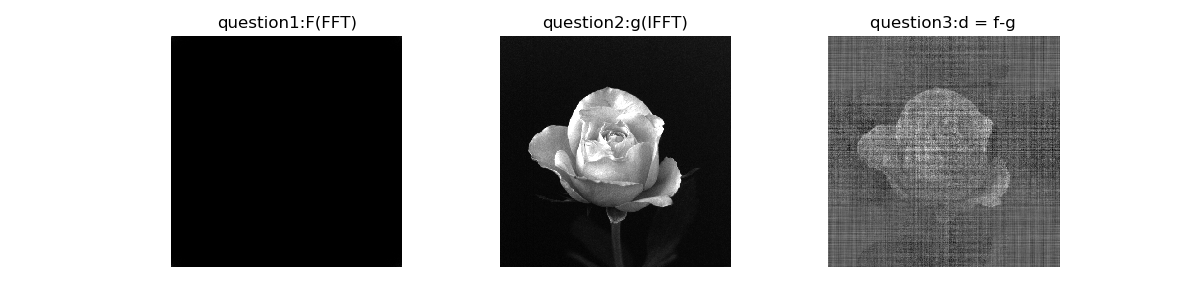 question1:F(FFT)
question2:g(IFFT)
question3:d = f-g